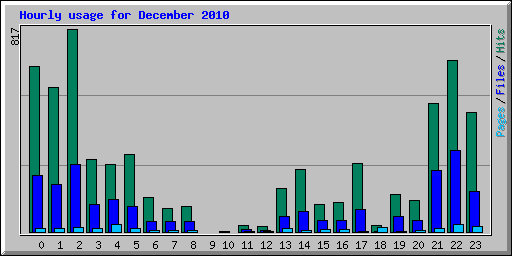 Hourly usage for December 2010
817
Pages/Files/Hits
0 1 2 3 4 5 6 7 8 9 10 11 12 13 14 15 16 17 18 19 20 21 22 23